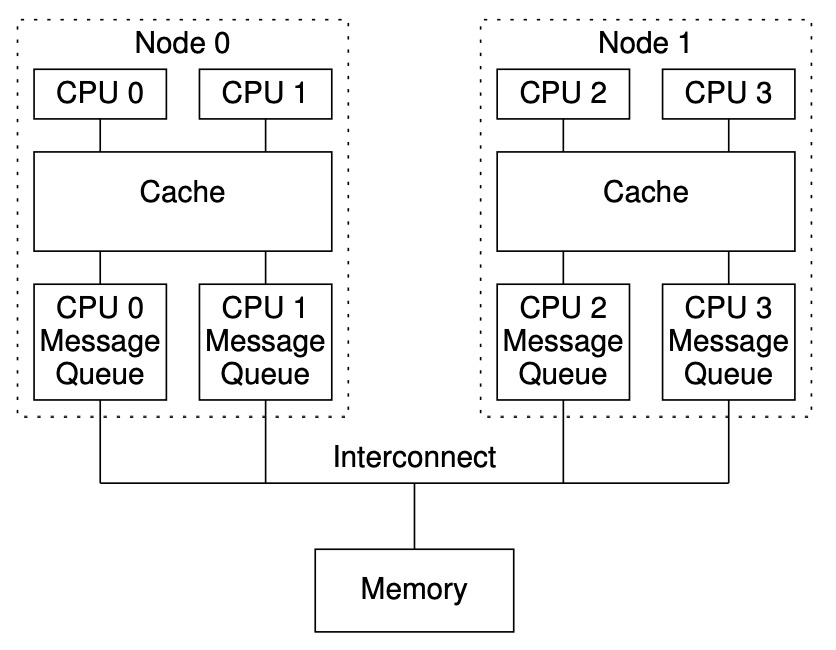 Node 0
Node 1
CPU 0
CPU 1
CPU 2
CPU 3
Cache
Cache
CPU 0
Message
Queue
CPU 1
Message
Queue
CPU 2
Message
Queue
CPU 3
Message
Queue
Interconnect
Memory